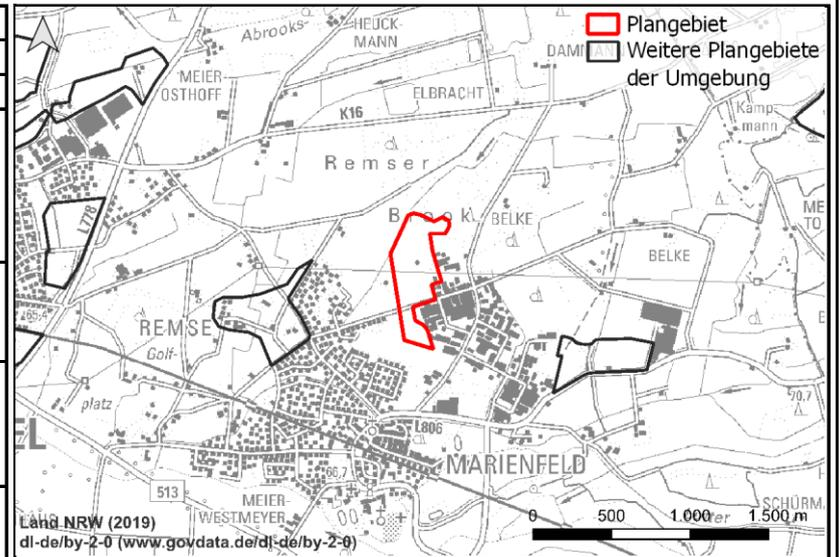 Plangebiet
Weitere Plangebiete
der Umgebung
Abrooks-
HEUCK-
MANN
MEIER
OSTHOFF
ELBRACHT
K16
Kamp-
mann
Remser
Brook
BELKE
L 778
BELKE
REMSE
Golf-
platz
L806
70.7
513
66,7
MARIENFELD
MEIER-
WESTMEYER
SCHÜRM
Land NRW (2019)
dl-de/by-2-0 (www.govdata.de/dl-de/by-2-0)
0 500 1.000 1.500 m